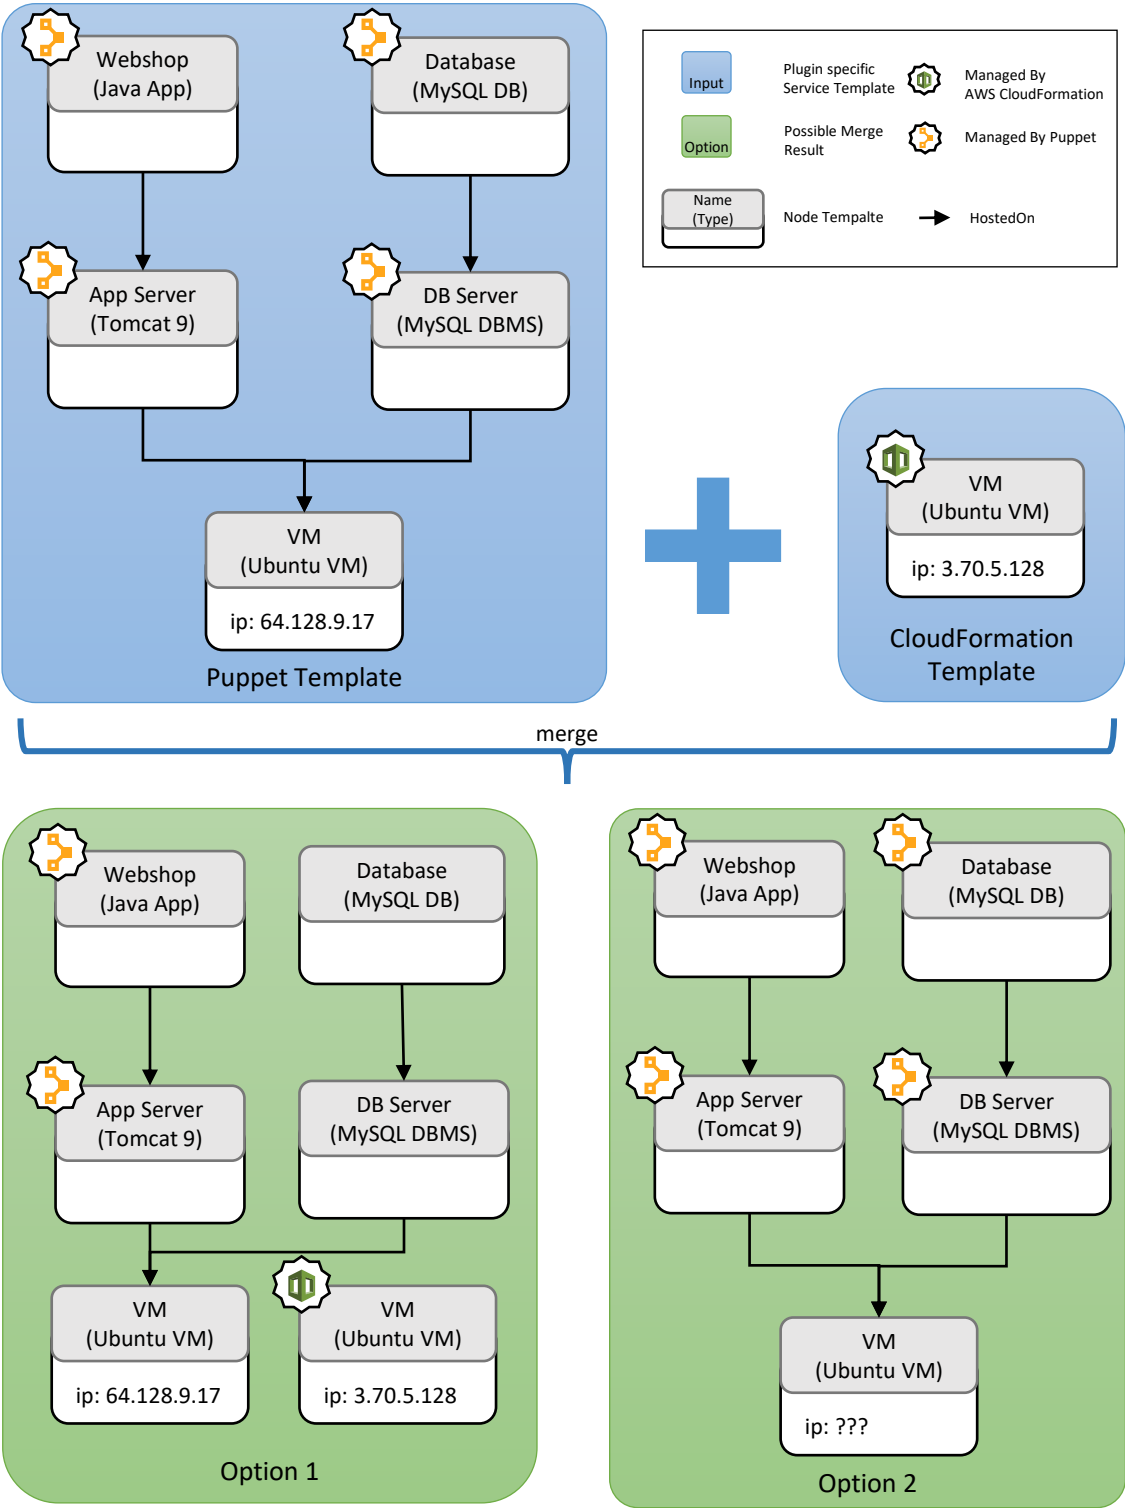 Webshop
(Java App)
Database
(MySQL DB)
App Server
(Tomcat 9)
DB Server
(MySQL DBMS)
VM
(Ubuntu VM)
ip: 64.128.9.17
Puppet Template
Input
Plugin specific
Service Template
Managed By
AWS CloudFormation
Option
Possible Merge
Result
Managed By Puppet
Name
(Type)
Node Tempalte
HostedOn
VM
(Ubuntu VM)
ip: 3.70.5.128
CloudFormation
Template
merge
Webshop
(Java App)
Database
(MySQL DB)
App Server
(Tomcat 9)
DB Server
(MySQL DBMS)
VM
(Ubuntu VM)
ip: 64.128.9.17
VM
(Ubuntu VM)
ip: 3.70.5.128
Option 1
Webshop
(Java App)
Database
(MySQL DB)
App Server
(Tomcat 9)
DB Server
(MySQL DBMS)
VM
(Ubuntu VM)
ip: ???
Option 2